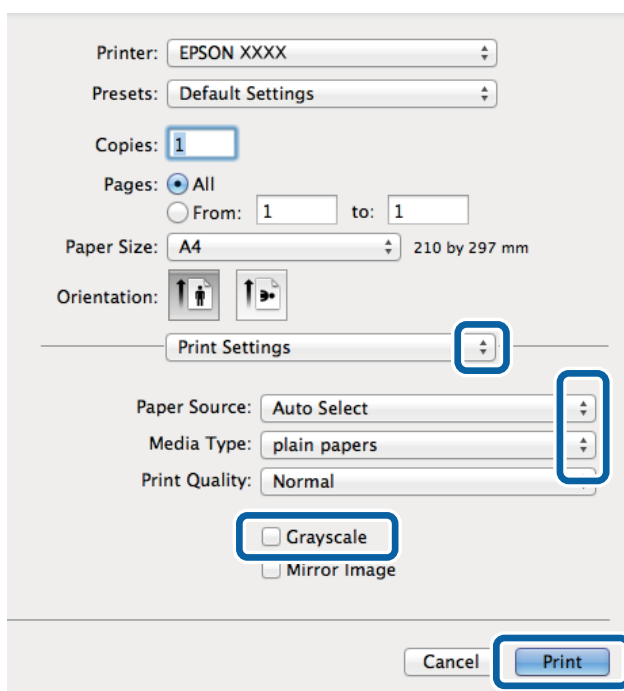 Printer: EPSON XXXX
Presets: Default Settings
Copies: 1
Pages: All
From: 1 to: 1
Paper Size: A4 210 by 297 mm
Orientation:
Print Settings
Paper Source: Auto Select
Media Type: plain papers
Print Quality: Normal
Grayscale
Mirror Image
Cancel Print